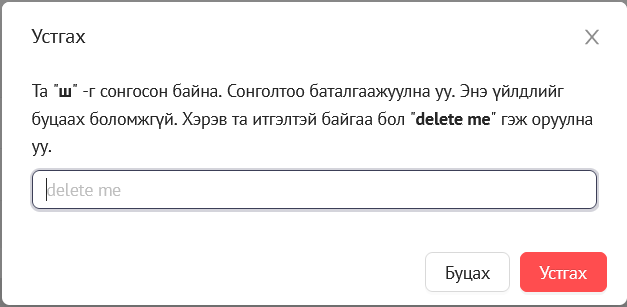 Устгах
Та "ш" -г сонгосон байна. Сонголтоо баталгаажуулна уу. Энэ үйлдлийг
буцаах боломжгүй. Хэрэв та итгэлтэй байгаа бол "delete me" гэж оруулна
уу.
delete me
Буцах Устгах